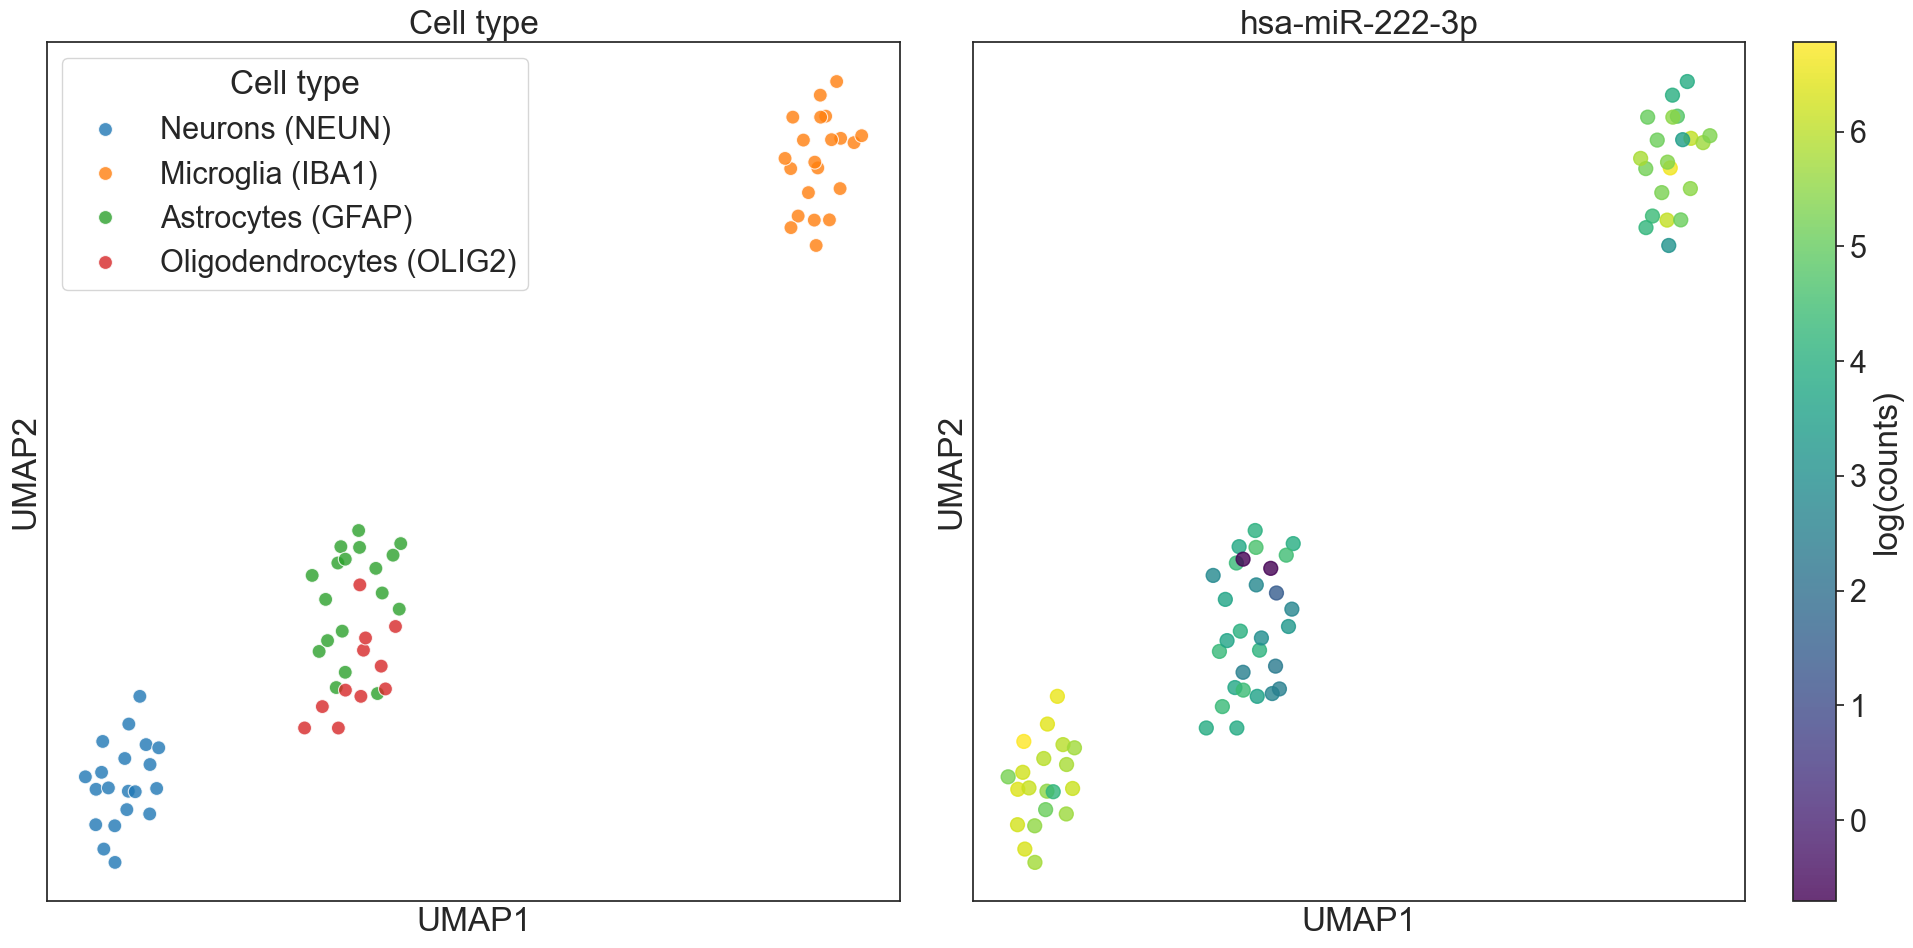 Cell type
Cell type
Neurons (NEUN)
Microglia (IBA1)
Astrocytes (GFAP)
Oligodendrocytes (OLIG2)
UMAP2
UMAP1
hsa-miR-222-3p
UMAP2
UMAP1
6
5
4
3
2
1
0
log(counts)